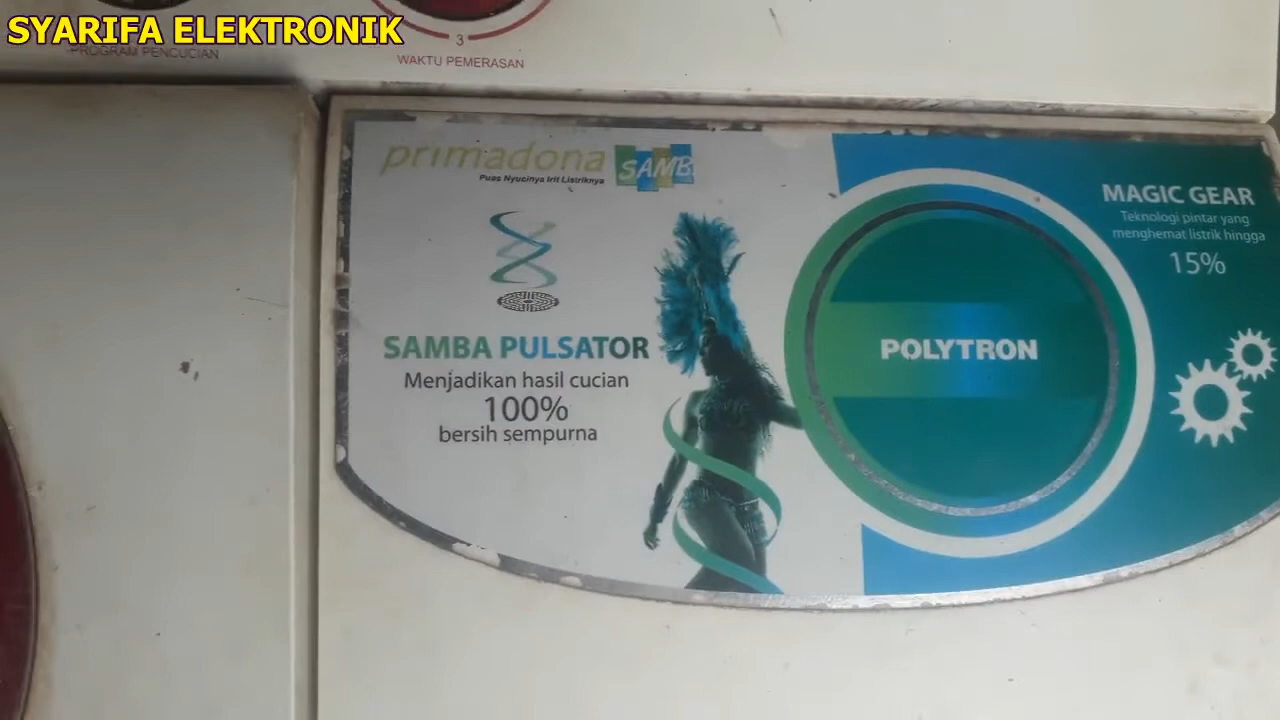 SYARIFA ELEKTRONIK
PROGRAM PENCUCIAN
3
WAKTU PEMERASAN
primadona
SAMB
Puas Nyucinya Irit Listriknya
SAMBA PULSATOR
Menjadikan hasil cucian
100%
bersih sempurna
POLYTRON
MAGIC GEAR
Teknologi pintar yang
menghemat listrik hingga
15%